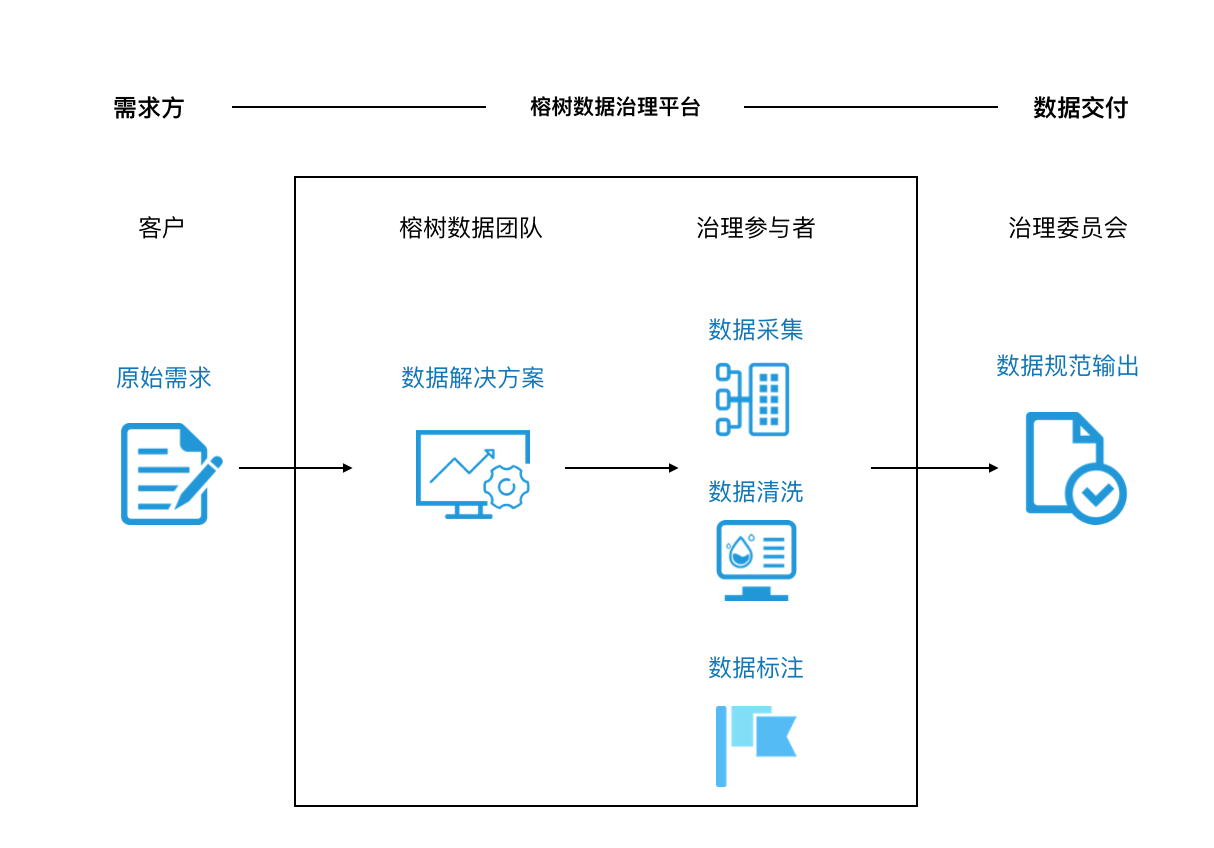 需求方
榕树数据治理平台
数据交付
客户
榕树数据团队
治理参与者
治理委员会
原始需求
数据解决方案
数据采集
数据清洗
数据标注
数据规范输出